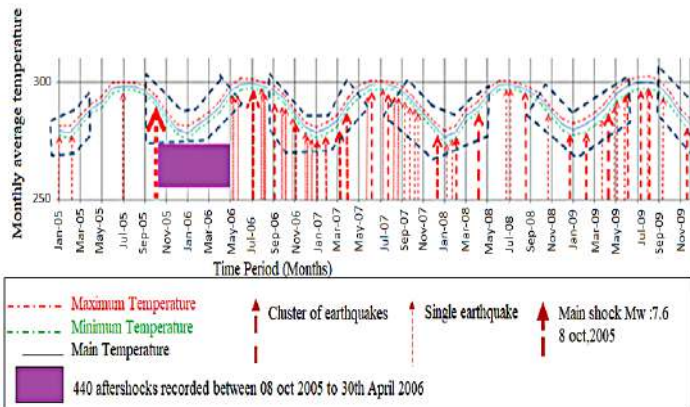 Monthly average temperature
300
250
Jan-05
Mar-05
May-05
Jul-05
Sep-05
Nov-05
Jan-06
Mar-06
May-06
Jul-06
Sep-06
Nov-06
Jan-07
Mar-07
May-07
Jul-07
Sep-07
Nov-07
Jan-08
Mar-08
May-08
Jul-08
Sep-08
Nov-08
Jan-09
Mar-09
May-09
Jul-09
Sep-09
Nov-09
Time Period (Months)
Maximum Temperature
Minimum Temperature
Main Temperature
Cluster of earthquakes
Single earthquake
Main shock Mw :7.6
8 oct,2005
440 aftershocks recorded between 08 oct 2005 to 30th April 2006